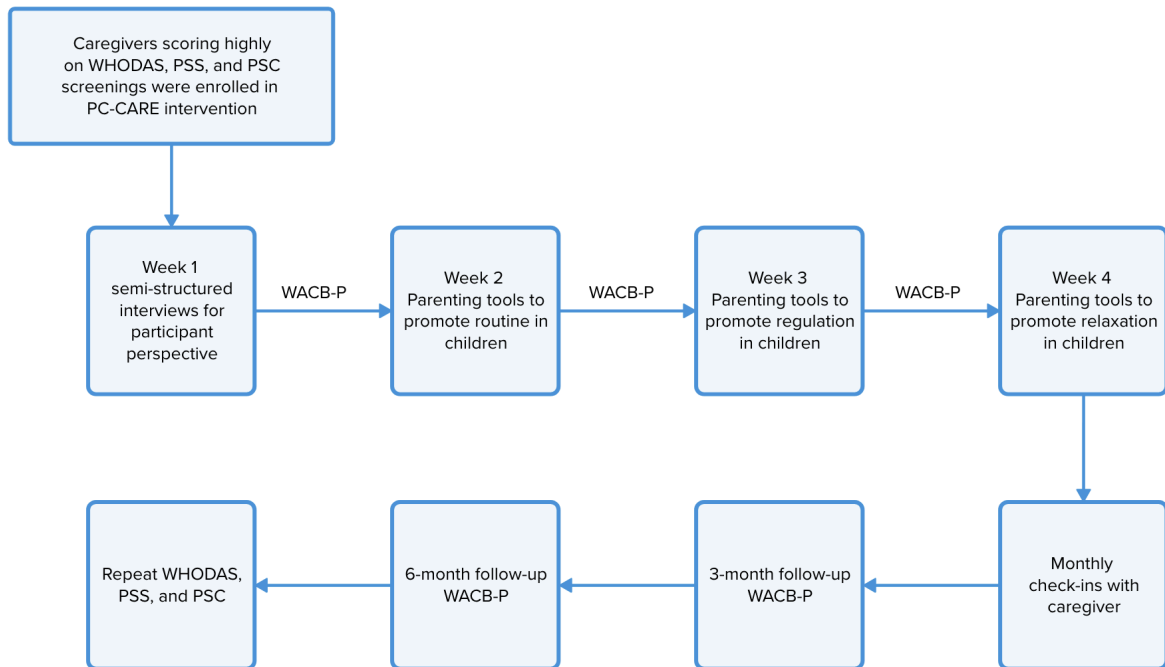 Caregivers scoring highly
on WHODAS, PSS, and PSC
screenings were enrolled in
PC-CARE intervention
Week 1
semi-structured
interviews for
participant
perspective
WACB-P
Week 2
Parenting tools to
promote routine in
children
WACB-P
Week 3
Parenting tools to
promote regulation
in children
WACB-P
Week 4
Parenting tools to
promote relaxation
in children
Monthly
check-ins with
caregiver
3-month follow-up
WACB-P
6-month follow-up
WACB-P
Repeat WHODAS,
PSS, and PSC